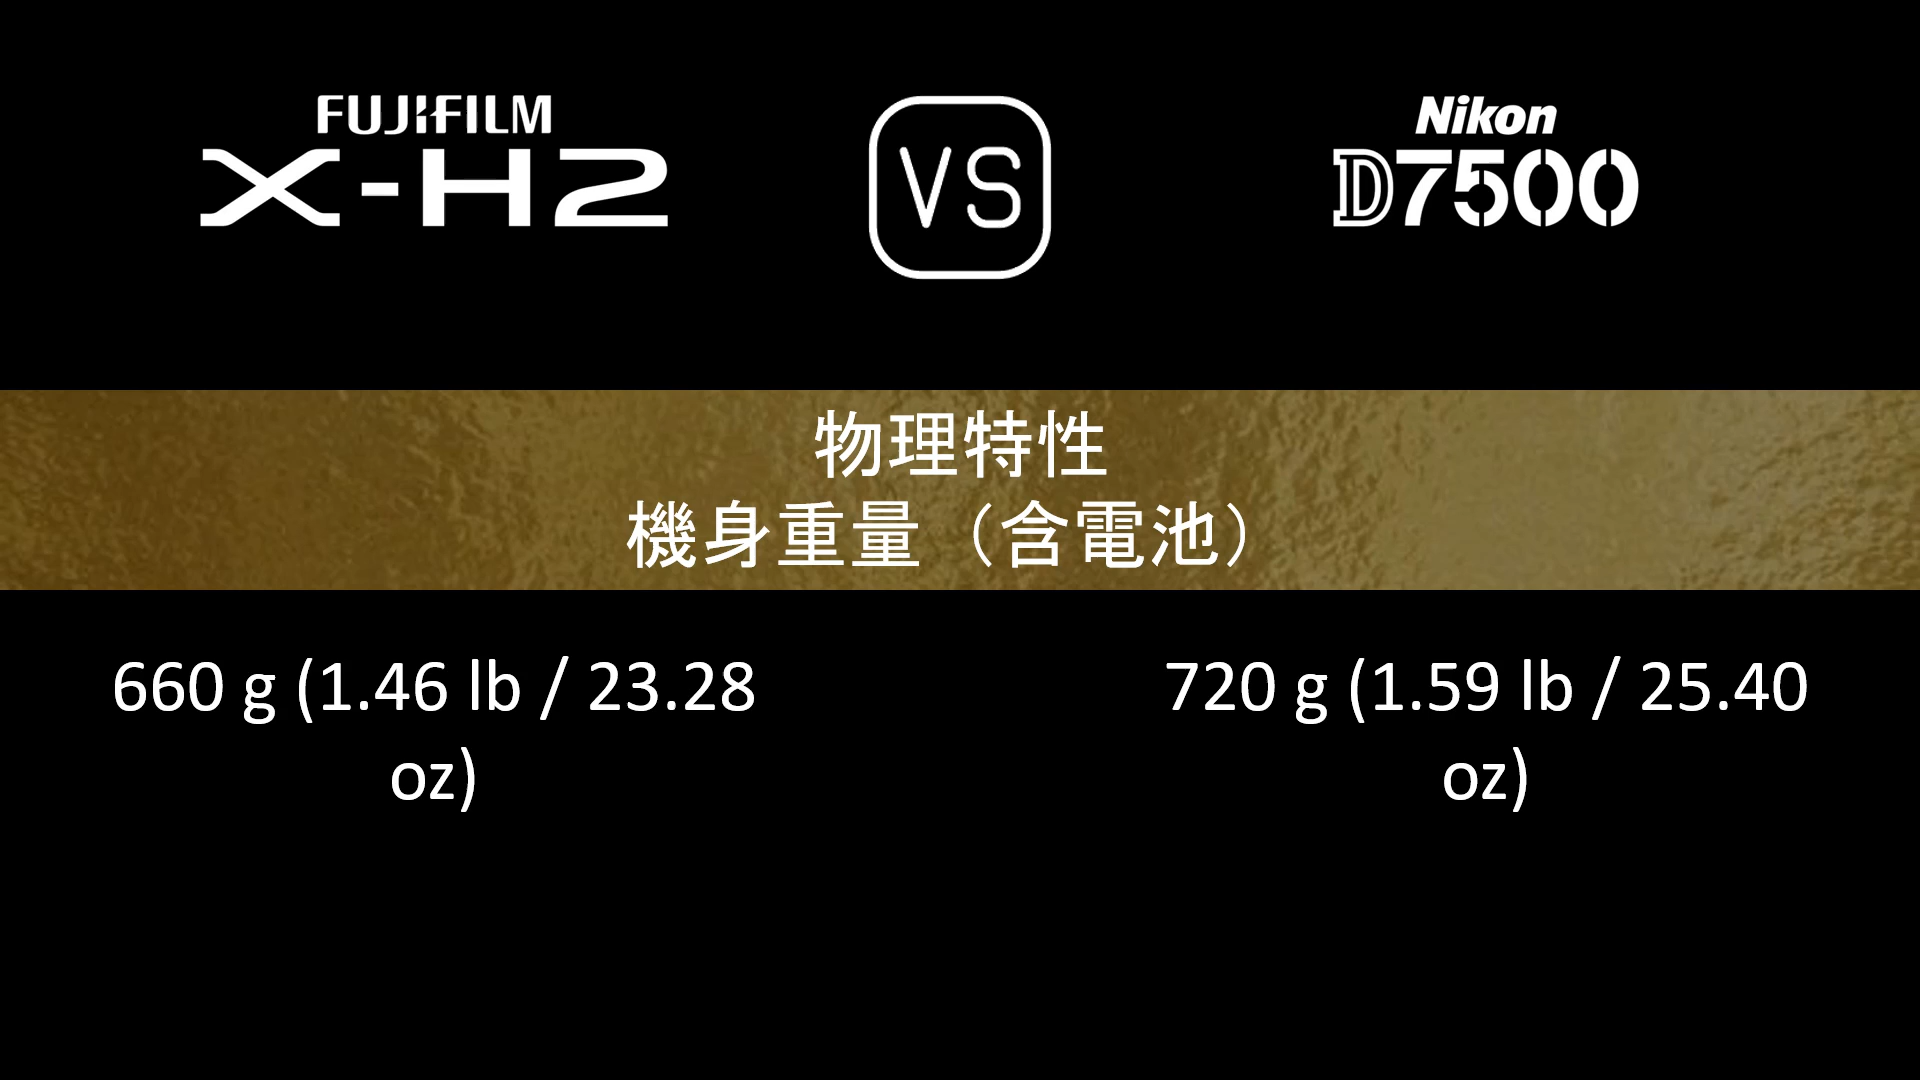 FUJIFILM
X-H2
VS
Nikon
D7500
物理特性
機身重量（含電池）
660 g (1.46 lb / 23.28
oz)
720 g (1.59 lb / 25.40
oz)